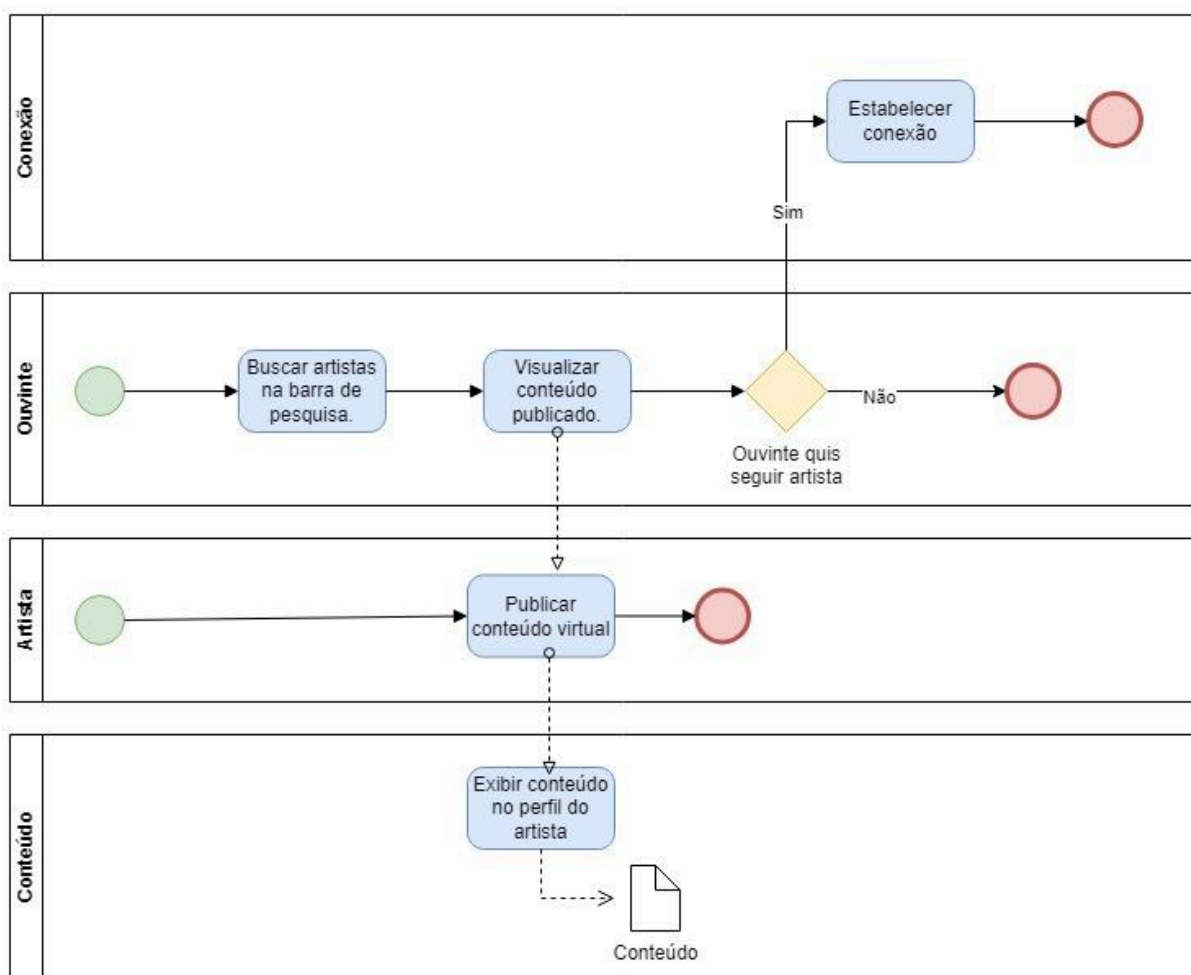 Conexão
Estabelecer
conexão
Sim
Ouvinte
Buscar artistas
na barra de
pesquisa.
Visualizar
conteúdo
publicado.
Não
Ouvinte quis
seguir artista
Artista
Publicar
conteúdo virtual
Conteúdo
Exibir conteúdo
no perfil do
artista
Conteúdo